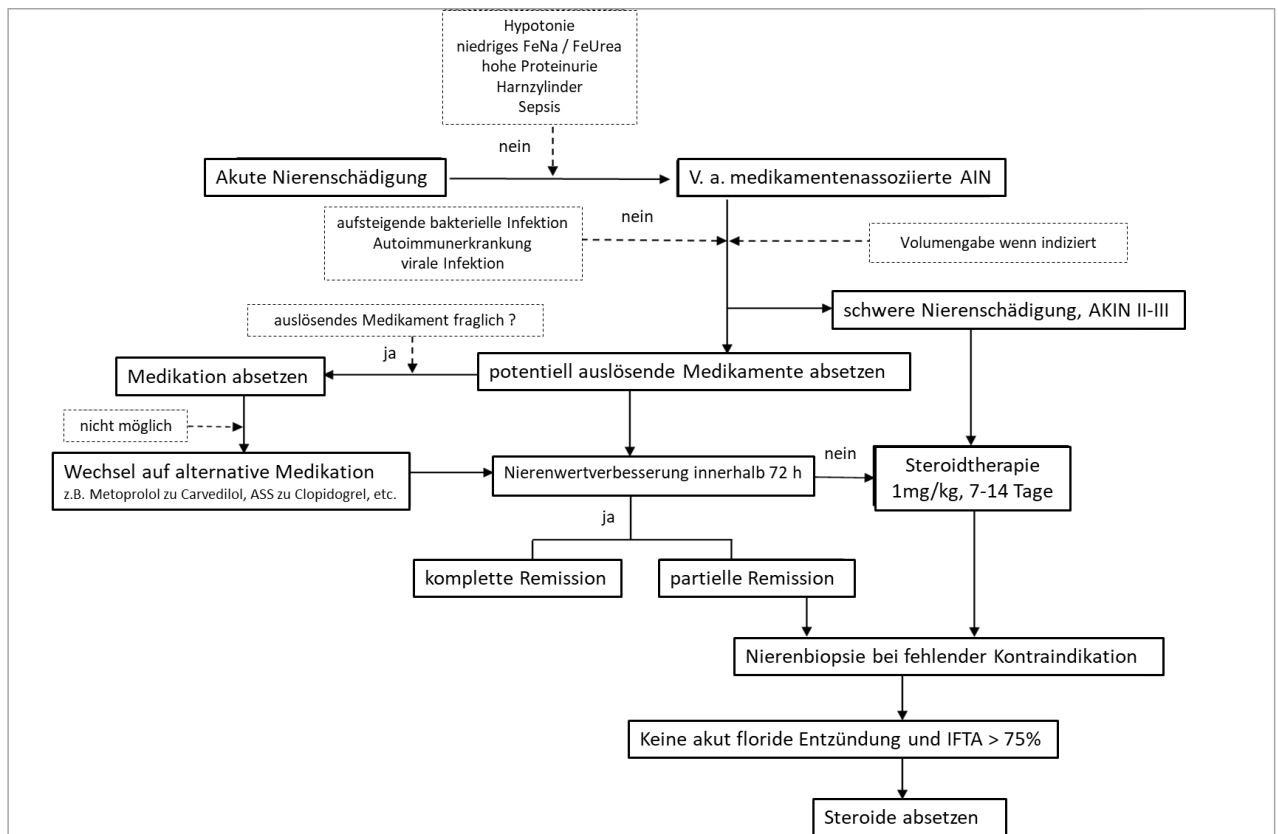 Hypotonie
niedriges FeNa / FeUrea
hohe Proteinurie
Harnzylinder
Sepsis
nein
Akute Nierenschädigung
V. a. medikamentenassoziierte AIN
aufsteigende bakterielle Infektion
Autoimmunerkrankung
virale Infektion
nein
Volumengabe wenn indiziert
schwere Nierenschädigung, AKIN II-III
auslösendes Medikament fraglich ?
ja
Medikation absetzen
potentiell auslösende Medikamente absetzen
nicht möglich
Wechsel auf alternative Medikation
z.B. Metoprolol zu Carvedilol, ASS zu Clopidogrel, etc.
Nierenwertverbesserung innerhalb 72 h
nein
Steroidtherapie
1mg/kg, 7-14 Tage
ja
komplette Remission
partielle Remission
Nierenbiopsie bei fehlender Kontraindikation
Keine akut floride Entzündung und IFTA > 75%
Steroide absetzen